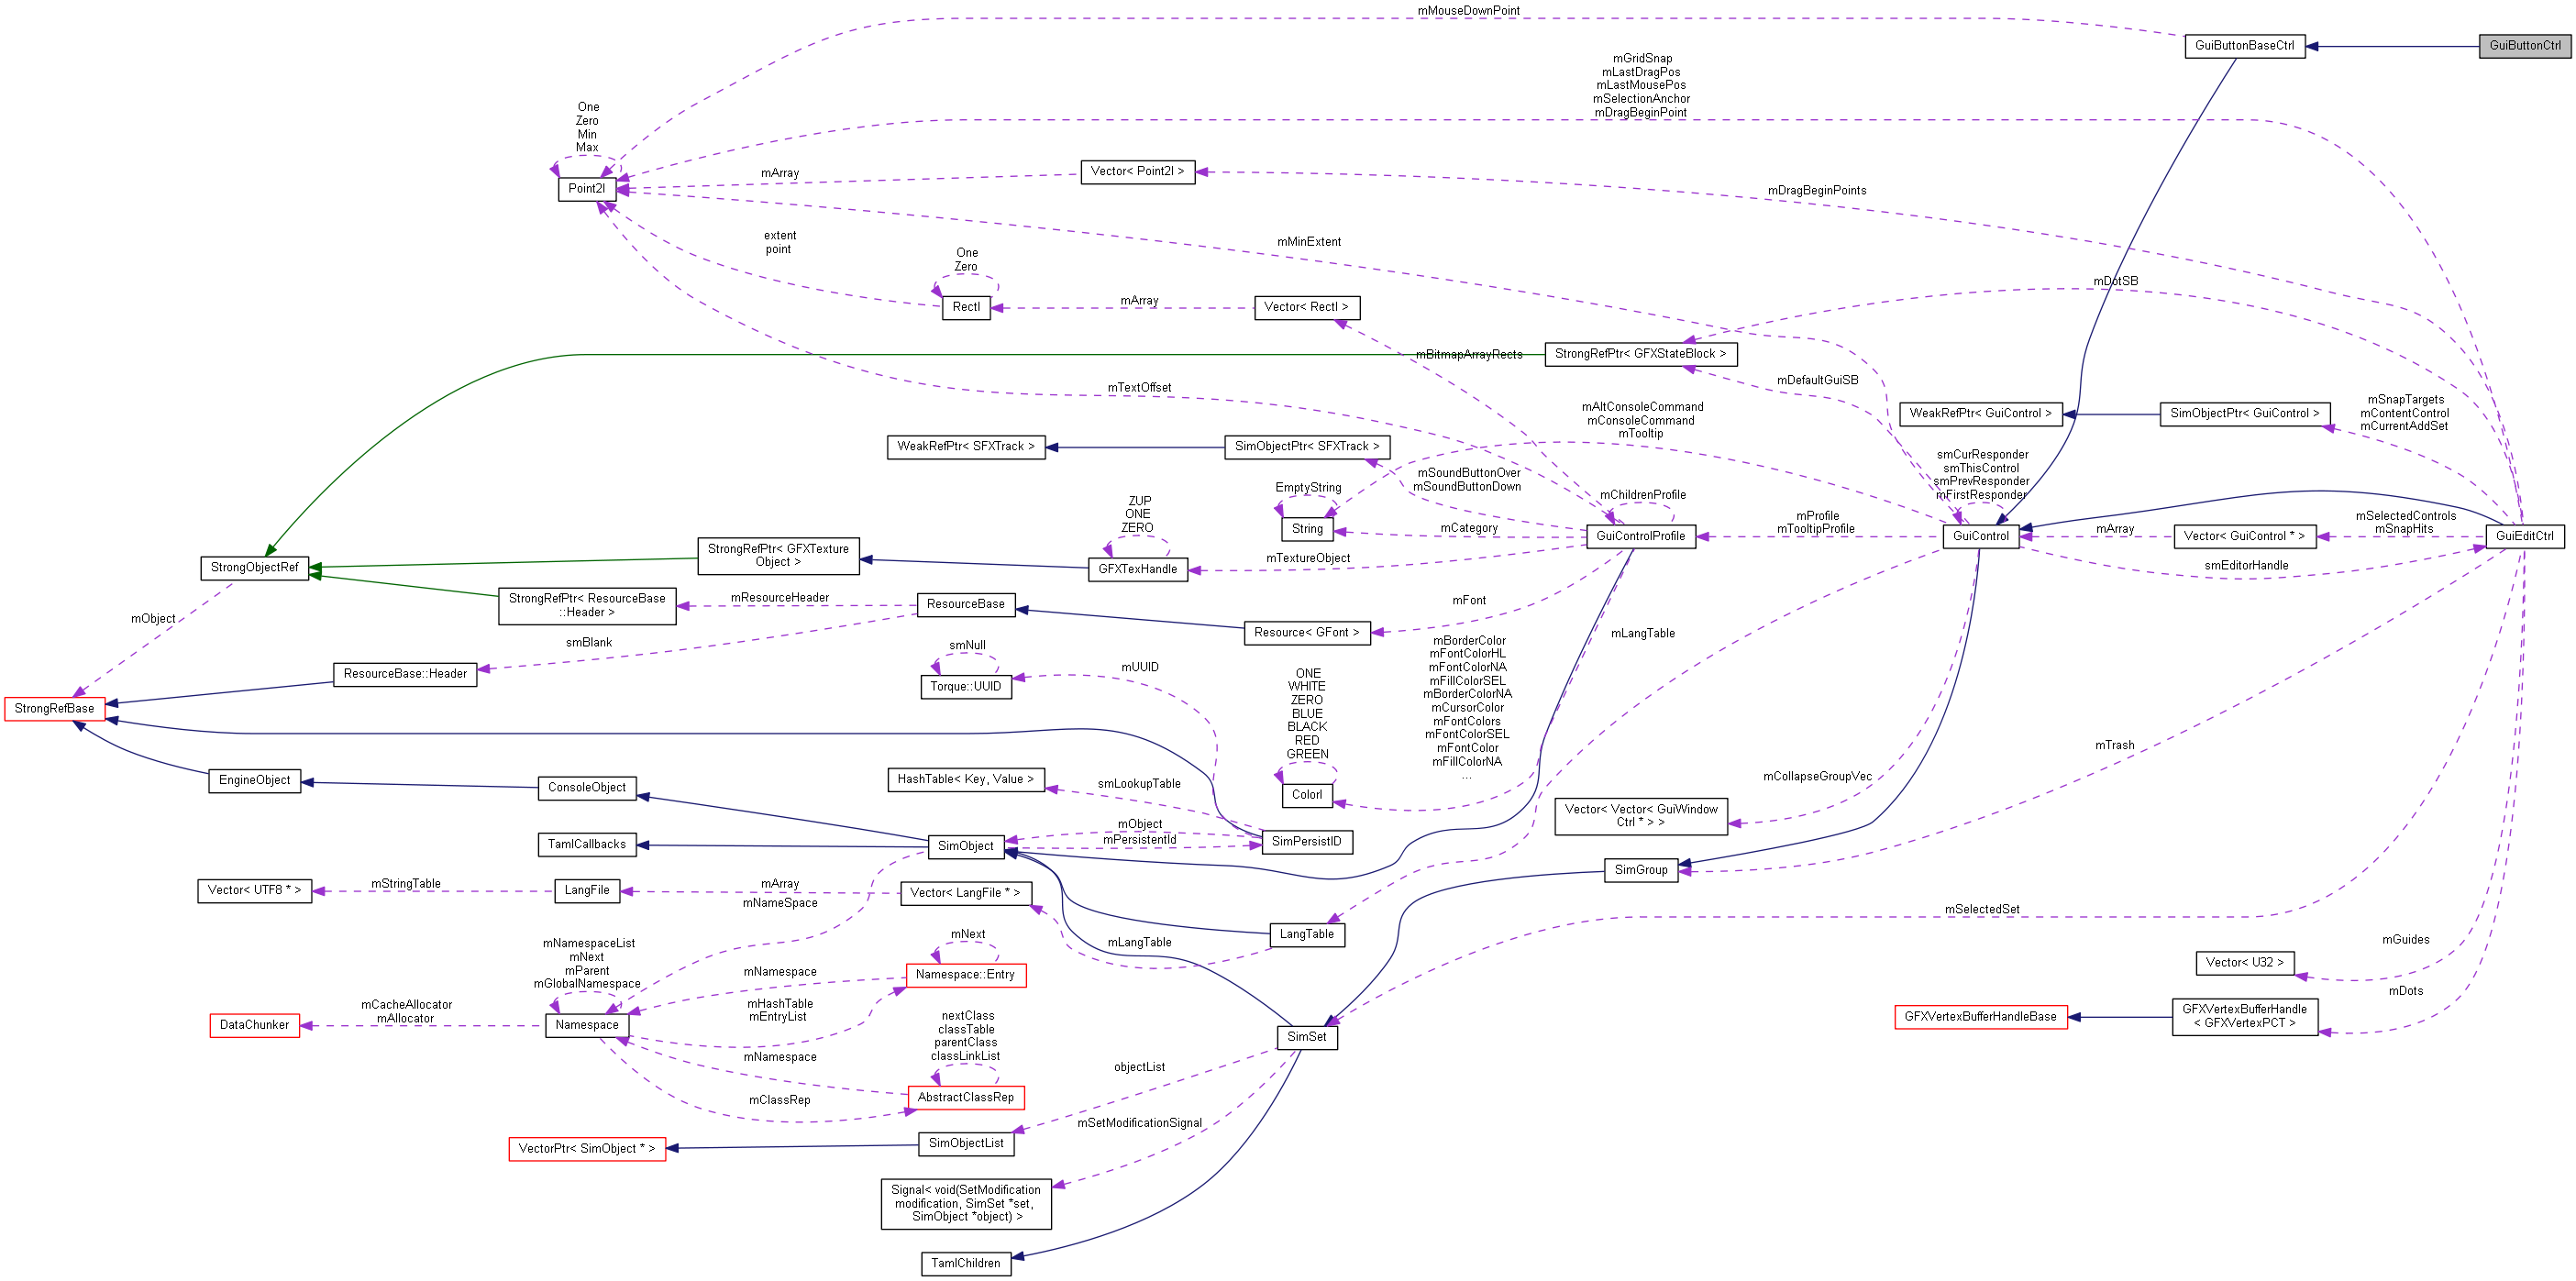 mMouseDownPoint
GuiButtonBaseCtrl
GuiButtonCtrl
mGridSnap
mLastDragPos
mLastMousePos
mSelectionAnchor
mDragBeginPoint
One
Zero
Min
Max
Point2I
mArray
Vector< Point2I >
mDragBeginPoints
extent
point
mMinExtent
One
Zero
RectI
mArray
Vector< RectI >
mDotSB
mBitmapArrayRects
StrongRefPtr< GFXStateBlock >
mTextOffset
mDefaultGuiSB
mAltConsoleCommand
mConsoleCommand
mTooltip
WeakRefPtr< GuiControl >
SimObjectPtr< GuiControl >
mSnapTargets
mContentControl
mCurrentAddSet
WeakRefPtr< SFXTrack >
SimObjectPtr< SFXTrack >
mSoundButtonOver
mSoundButtonDown
smCurResponder
smThisControl
smPrevResponder
mFirstResponder
EmptyString
String
mCategory
mChildrenProfile
GuiControlProfile
mProfile
mTooltipProfile
GuiControl
mArray
Vector< GuiControl * >
mSelectedControls
mSnapHits
GuiEditCtrl
smEditorHandle
ZUP
ONE
ZERO
GFXTexHandle
mTextureObject
StrongRefPtr< GFXTexture
Object >
StrongObjectRef
StrongRefPtr< ResourceBase
::Header >
mResourceHeader
ResourceBase
mFont
Resource< GFont >
mObject
smBlank
ResourceBase::Header
StrongRefBase
smNull
Torque::UUID
mUUID
mLangTable
mBorderColor
mFontColorHL
mFontColorNA
mFillColorSEL
mBorderColorNA
mCursorColor
mFontColors
mFontColorSEL
mFontColor
mFillColorNA
...
ONE
WHITE
ZERO
BLUE
BLACK
RED
GREEN
ColorI
mTrash
mCollapseGroupVec
EngineObject
ConsoleObject
HashTable< Key, Value >
smLookupTable
Vector< Vector< GuiWindow
Ctrl * > >
TamlCallbacks
SimObject
mObject
mPersistentId
SimPersistID
SimGroup
Vector< UTF8 * >
mStringTable
LangFile
mArray
Vector< LangFile * >
mNameSpace
mLangTable
LangTable
mSelectedSet
mGuides
Vector< U32 >
mNamespaceList
mNext
mParent
mGlobalNamespace
Namespace
mNext
Namespace::Entry
mNamespace
mHashTable
mEntryList
DataChunker
mCacheAllocator
mAllocator
nextClass
classTable
parentClass
classLinkList
AbstractClassRep
mNamespace
mClassRep
mDots
GFXVertexBufferHandleBase
GFXVertexBufferHandle
< GFXVertexPCT >
SimSet
objectList
mSetModificationSignal
VectorPtr< SimObject * >
SimObjectList
Signal< void(SetModification
modification, SimSet *set,
SimObject *object) >
TamlChildren